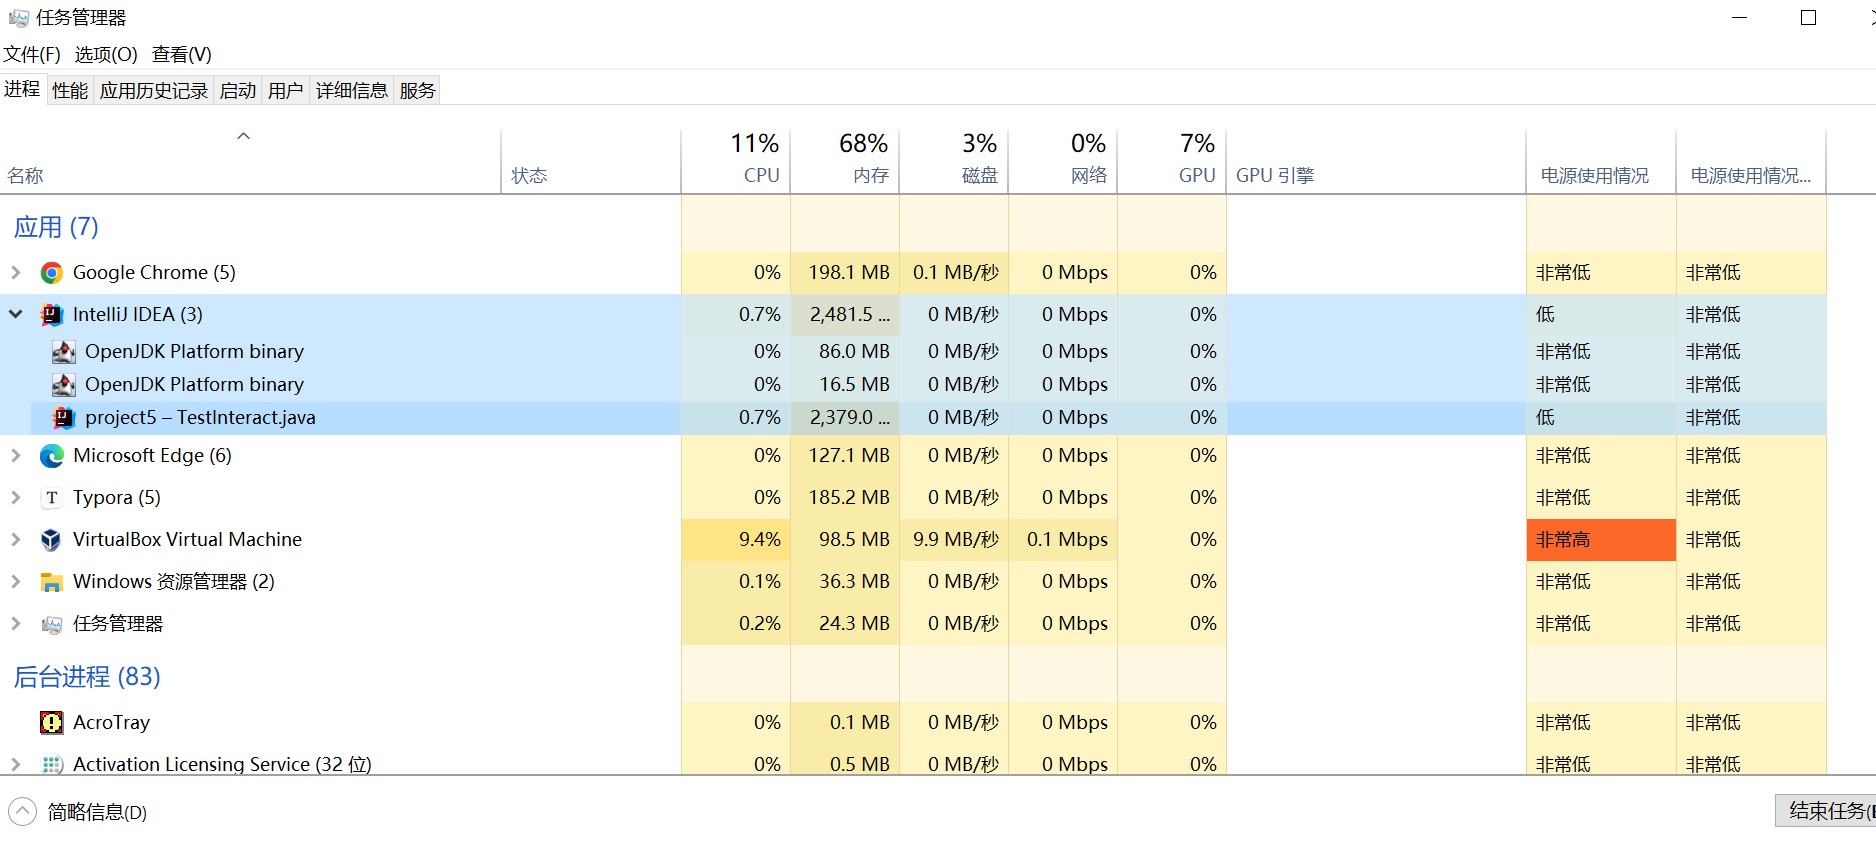 任务管理器
文件(F) 选项(O) 查看(V)
进程 性能 应用历史记录 启动 用户 详细信息 服务
11% 68% 3% 0% 7%
名称 状态 CPU 内存 磁盘 网络 GPU GPU 引擎 电源使用情况 电源使用情况...
应用 (7)
Google Chrome (5) 0% 198.1 MB 0.1 MB/秒 0 Mbps 0% 非常低 非常低
IntelliJ IDEA (3) 0.7% 2,481.5 ... 0 MB/秒 0 Mbps 0% 低 非常低
OpenJDK Platform binary 0% 86.0 MB 0 MB/秒 0 Mbps 0% 非常低 非常低
OpenJDK Platform binary 0% 16.5 MB 0 MB/秒 0 Mbps 0% 非常低 非常低
project5 – TestInteract.java 0.7% 2,379.0 ... 0 MB/秒 0 Mbps 0% 低 非常低
Microsoft Edge (6) 0% 127.1 MB 0 MB/秒 0 Mbps 0% 非常低 非常低
T Typora (5) 0% 185.2 MB 0 MB/秒 0 Mbps 0% 非常低 非常低
VirtualBox Virtual Machine 9.4% 98.5 MB 9.9 MB/秒 0.1 Mbps 0% 非常高 非常低
Windows 资源管理器 (2) 0.1% 36.3 MB 0 MB/秒 0 Mbps 0% 非常低 非常低
任务管理器 0.2% 24.3 MB 0 MB/秒 0 Mbps 0% 非常低 非常低
后台进程 (83)
AcroTray 0% 0.1 MB 0 MB/秒 0 Mbps 0% 非常低 非常低
Activation Licensing Service (32 位) 0% 0.5 MB 0 MB/秒 0 Mbps 0% 非常低 非常低
简略信息(D) 结束任务(E